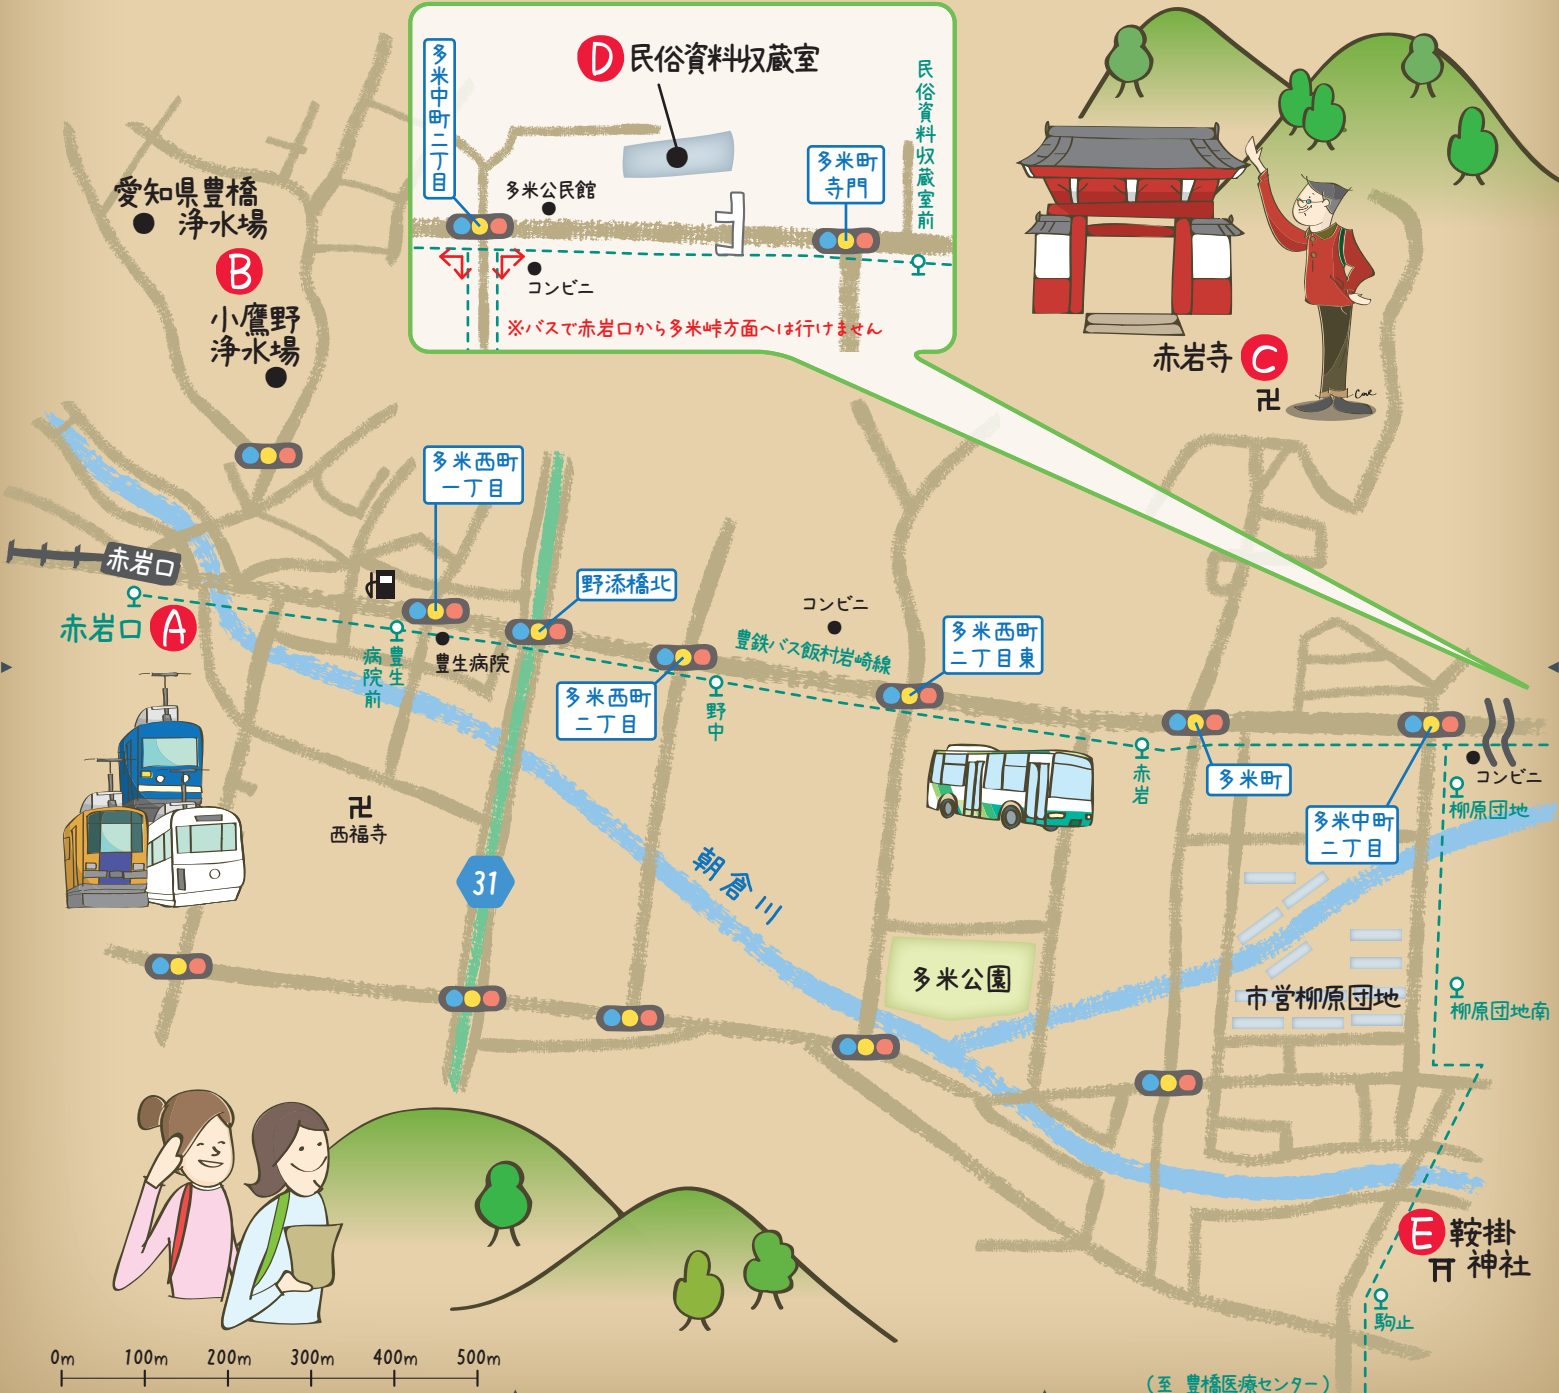 多米中町二丁目
D 民俗資料収蔵室
民俗資料収蔵室前
多米公民館
多米町
寺門
コンビニ
※バスで赤岩口から多米峠方面へは行けません
愛知県豊橋
浄水場
B
小鷹野
浄水場
赤岩寺 C
卍
多米西町
一丁目
赤岩口
赤岩口 A
野添橋北
豊生
病院前
豊生病院
多米西町
二丁目
野中
コンビニ
豊鉄バス飯村岩崎線
多米西町
二丁目東
赤岩
多米町
コンビニ
柳原団地
多米中町
二丁目
卍
西福寺
31
朝倉川
多米公園
市営柳原団地
柳原団地南
E 鞍掛
神社
駒止
0m 100m 200m 300m 400m 500m
(至 豊橋医療センター)